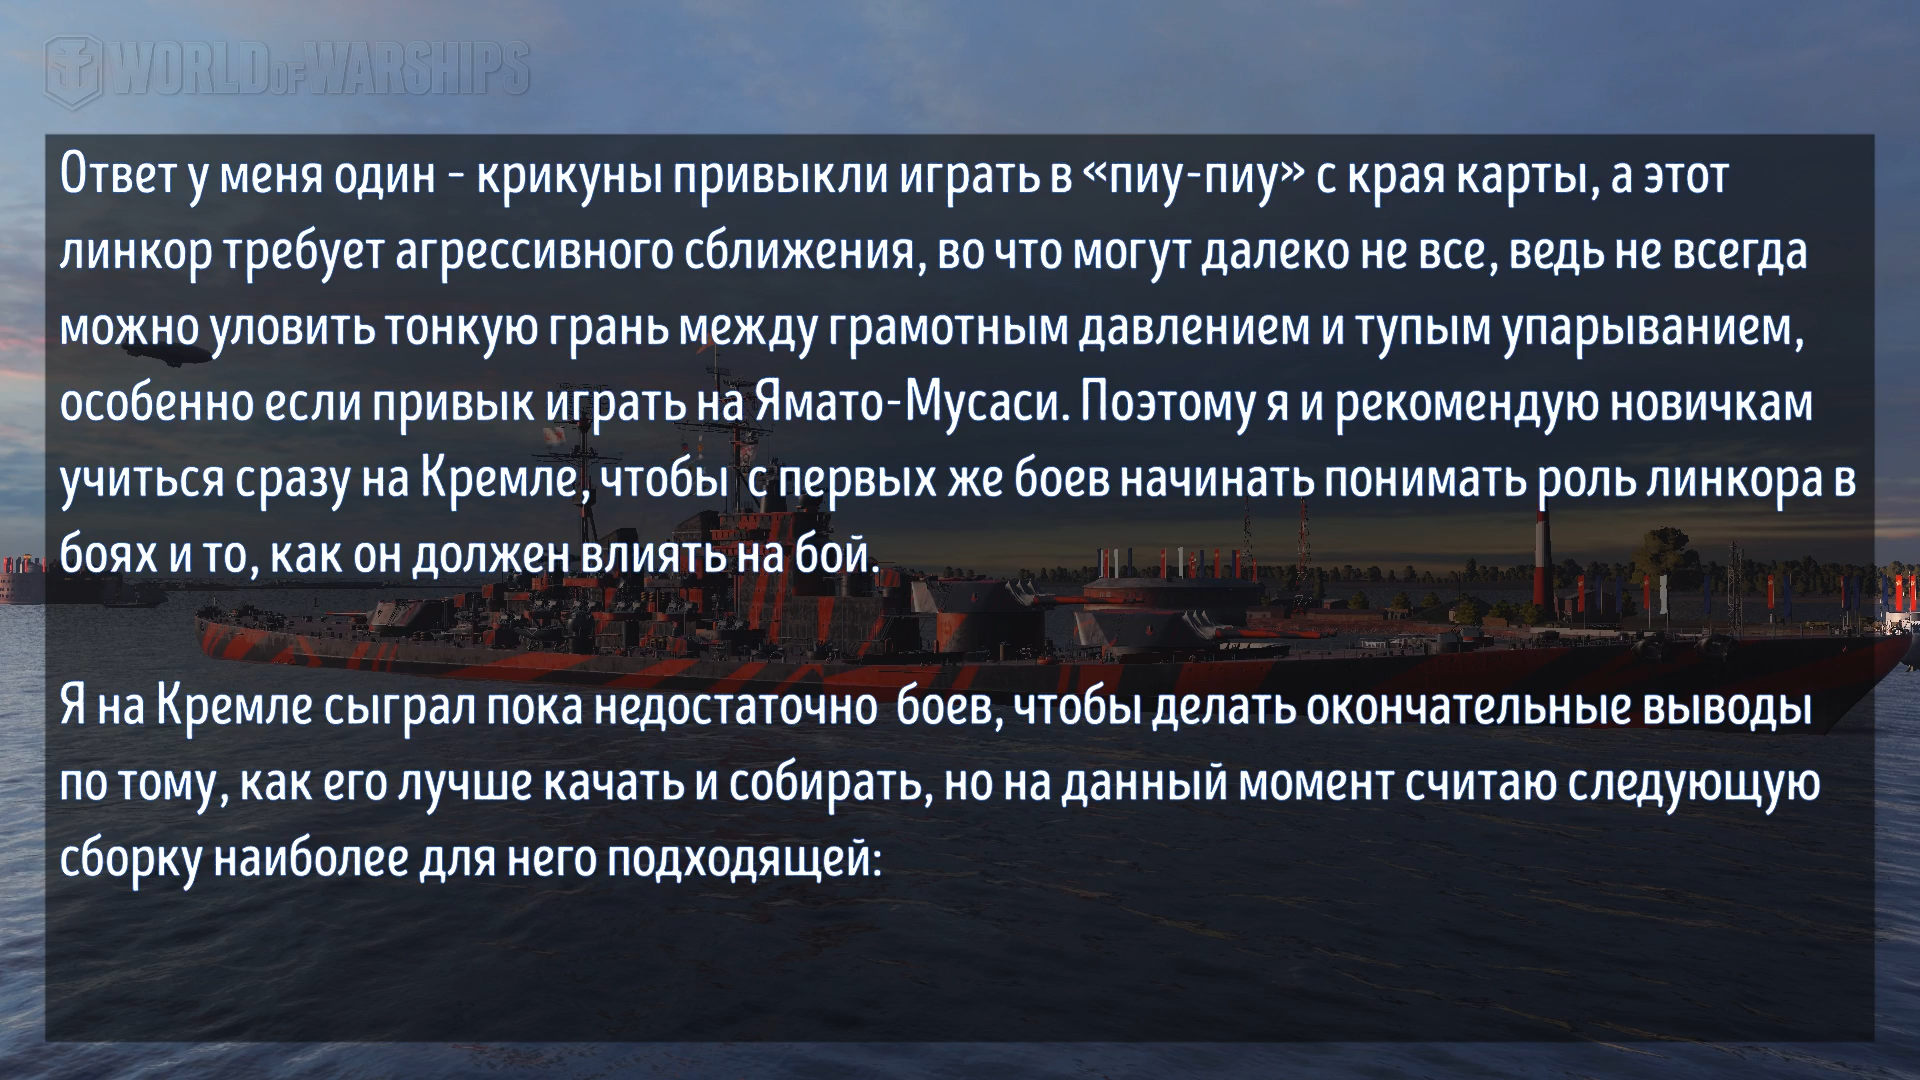 WORLD OF WARSHIPS
Ответ у меня один - крикуны привыкли играть в «пиу-пиу» с края карты, а этот
линкор требует агрессивного сближения, во что могут далеко не все, ведь не всегда
можно уловить тонкую грань между грамотным давлением и тупым упарыванием,
особенно если привык играть на Ямато-Мусаси. Поэтому я и рекомендую новичкам
учиться сразу на Кремле, чтобы  с первых же боев начинать понимать роль линкора в
боях и то, как он должен влиять на бой.
Я на Кремле сыграл пока недостаточно  боев, чтобы делать окончательные выводы
по тому, как его лучше качать и собирать, но на данный момент считаю следующую
сборку наиболее для него подходящей: